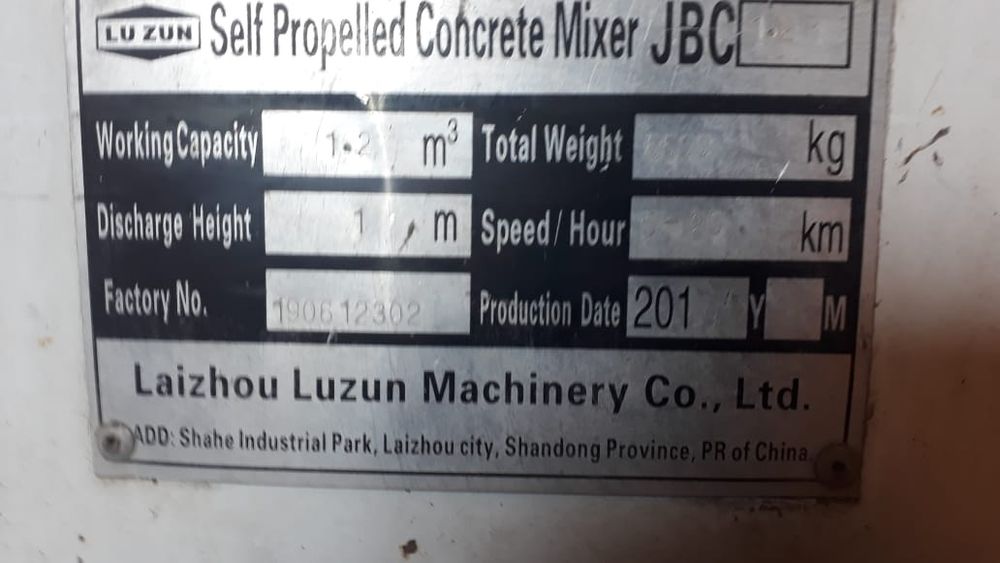 LU ZUN Self Propelled Concrete Mixer JBC
Working Capacity 1.2 m³ Total Weight kg
Discharge Height 1 m Speed / Hour km
Factory No. 190612302 Production Date 201 Y M
Laizhou Luzun Machinery Co., Ltd.
ADD: Shahe Industrial Park, Laizhou city, Shandong Province, PR of China